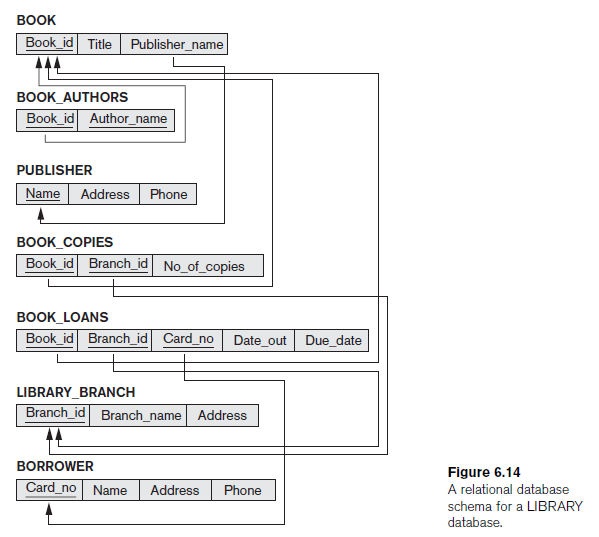 BOOK
Book_id Title Publisher_name
BOOK_AUTHORS
Book_id Author_name
PUBLISHER
Name Address Phone
BOOK_COPIES
Book_id Branch_id No_of_copies
BOOK_LOANS
Book_id Branch_id Card_no Date_out Due_date
LIBRARY_BRANCH
Branch_id Branch_name Address
BORROWER
Card_no Name Address Phone
Figure 6.14
A relational database
schema for a LIBRARY
database.